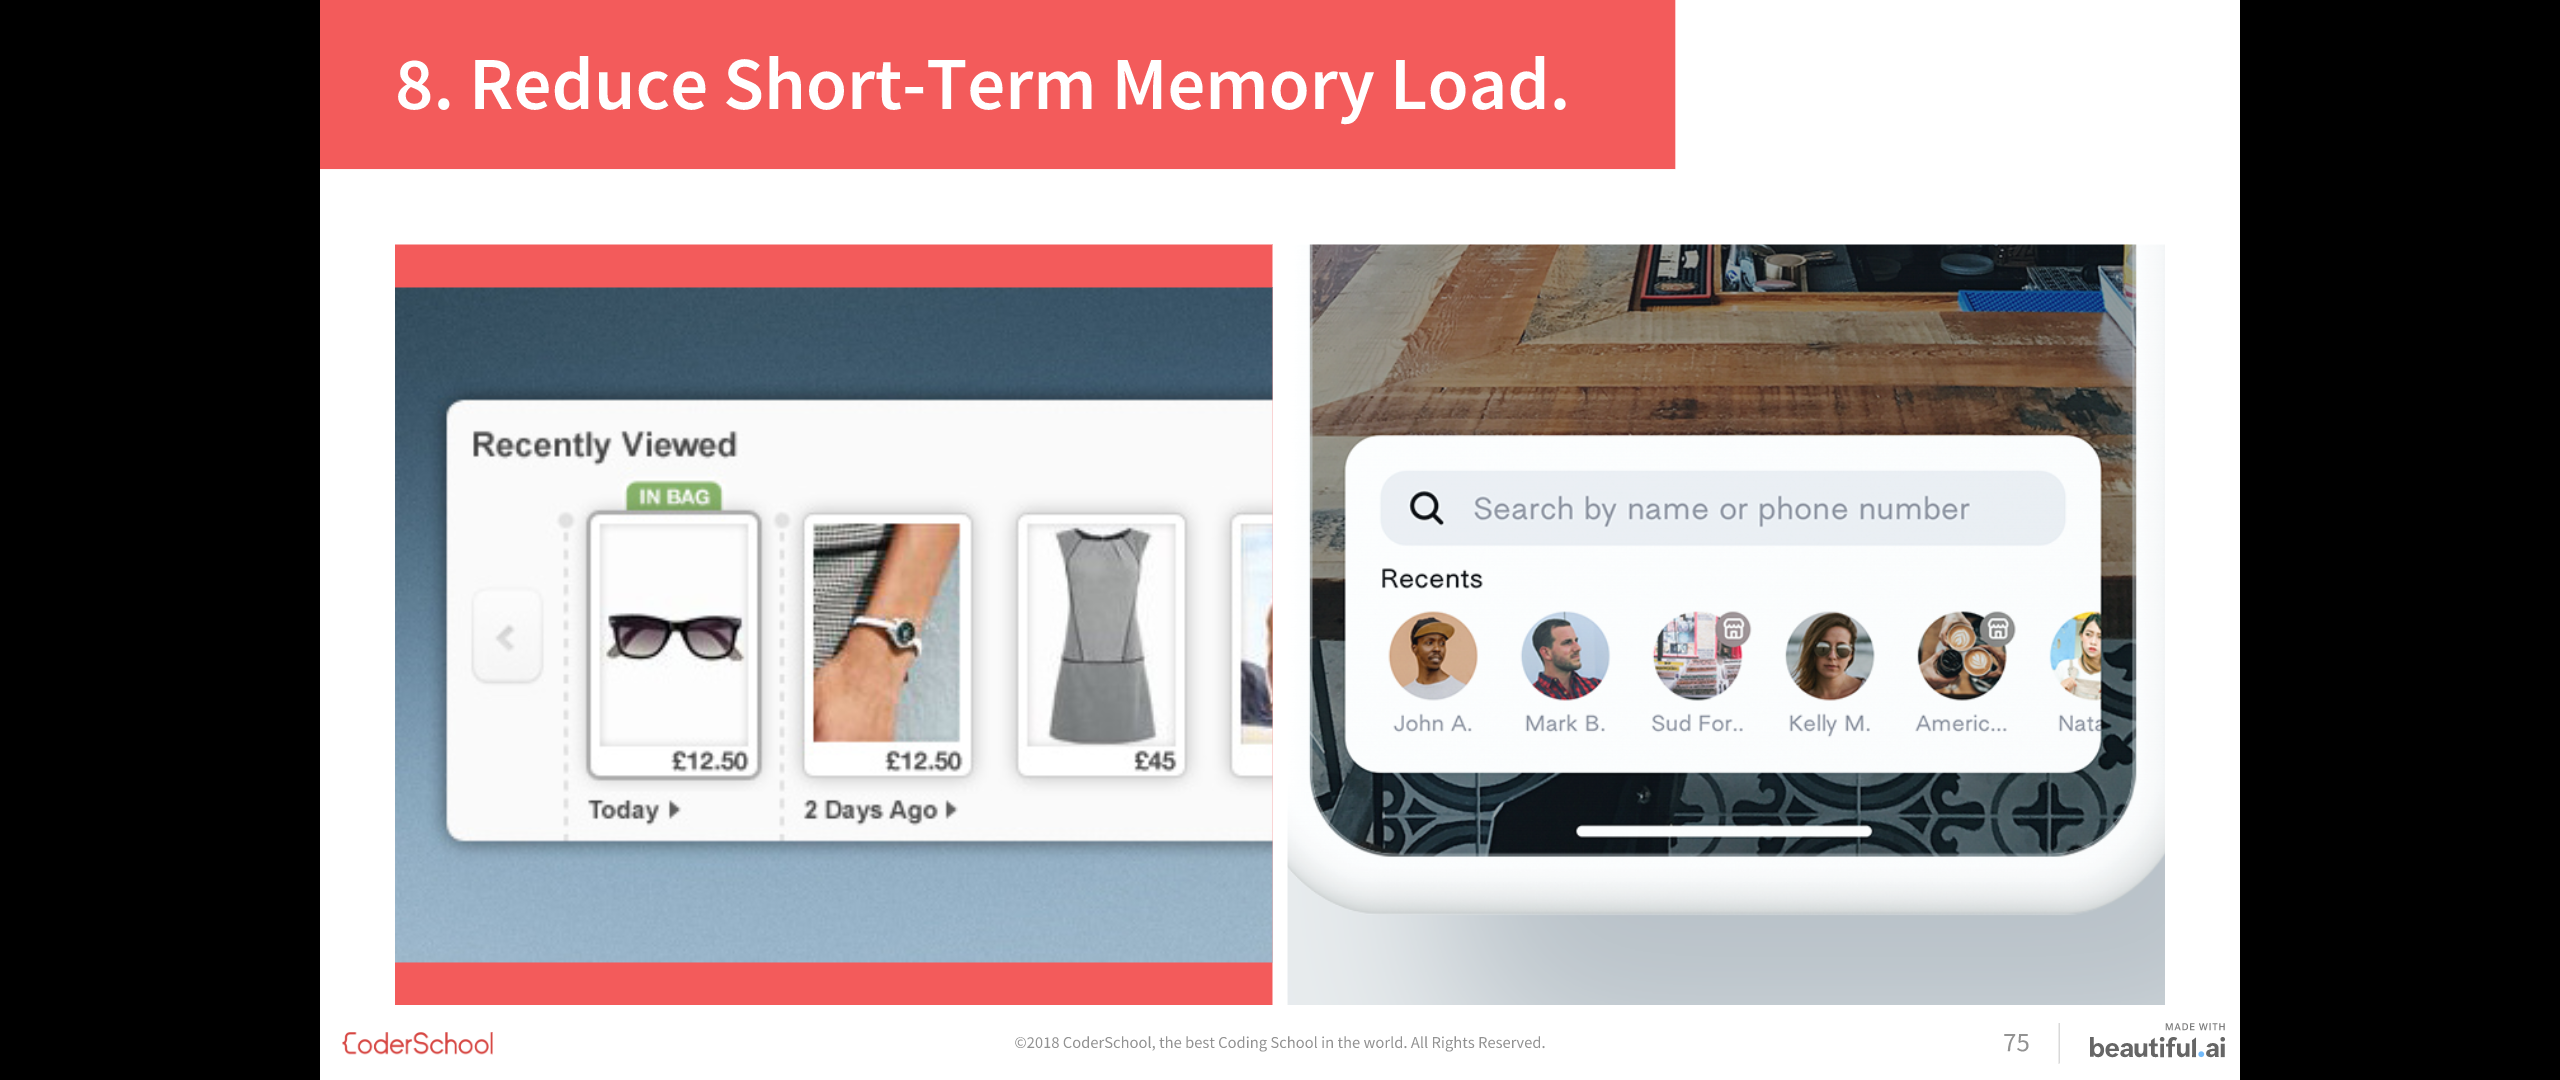 8. Reduce Short-Term Memory Load.
Recently Viewed
IN BAG
£12.50
£12.50
£45
Today
2 Days Ago
Search by name or phone number
Recents
John A.
Mark B.
Sud For..
Kelly M.
Americ...
Nata
CoderSchool
©2018 CoderSchool, the best Coding School in the world. All Rights Reserved.
75
MADE WITH
beautiful.ai